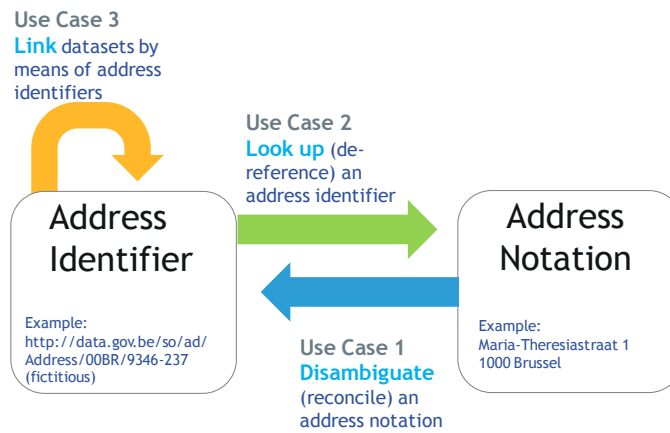 Use Case 3
Link datasets by
means of address
identifiers
Use Case 2
Look up (de-
reference) an
address identifier
Address
Identifier
Example:
http://data.gov.be/so/ad/
Address/00BR/9346-237
(fictitious)
Address
Notation
Example:
Maria-Theresiastraat 1
1000 Brussel
Use Case 1
Disambiguate
(reconcile) an
address notation